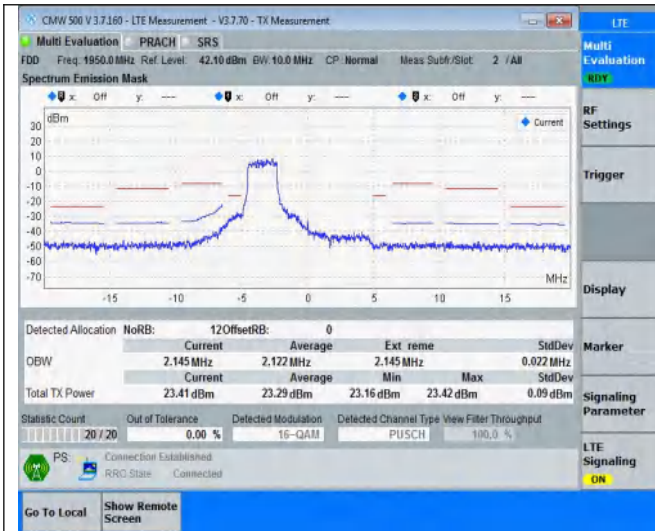 CMW 500 V 3.7.160 - LTE Measurement - V3.7.70 - TX Measurement
LTE
Multi Evaluation PRACH SRS
Multi Evaluation
RDY
FDD Freq: 1950.0 MHz Ref. Level: 42.10 dBm BW: 10.0 MHz CP: Normal Meas Subfr./Slot: 2 /All
Spectrum Emission Mask
x: Off y: --- x: Off y: --- x: Off y: ---
dBm
Current
30
20
10
0
-10
-20
-30
-40
-50
-60
-70
MHz
-15 -10 -5 0 5 10 15
RF Settings
Trigger
Display
Marker
Signaling Parameter
LTE Signaling
ON
Detected Allocation NoRB: 12OffsetRB: 0
Current Average Ext reme StdDev
OBW 2.145 MHz 2.122 MHz 2.145 MHz 0.022 MHz
Current Average Min Max StdDev
Total TX Power 23.41 dBm 23.29 dBm 23.16 dBm 23.42 dBm 0.09 dBm
Statistic Count Out of Tolerance Detected Modulation Detected Channel Type View Filter Throughput
20 / 20 0.00 % 16-QAM PUSCH 100.0 %
PS: Connection Established
RRC State Connected
Go To Local
Show Remote Screen